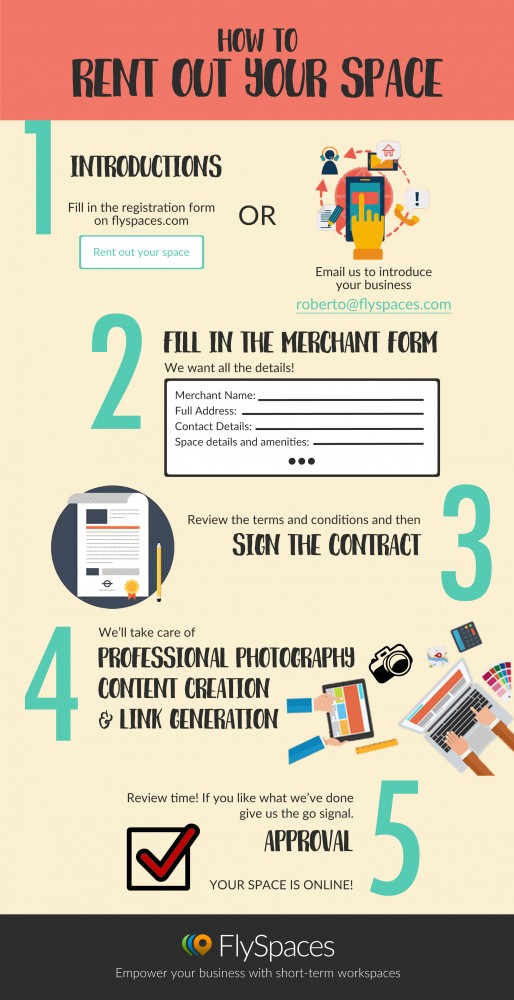 HOW TO
RENT OUT YOUR SPACE
1
INTRODUCTIONS
Fill in the registration form
on flyspaces.com
Rent out your space
OR
!
Email us to introduce
your business
roberto@flyspaces.com
2
FILL IN THE MERCHANT FORM
We want all the details!
Merchant Name:
Full Address:
Contact Details:
Space details and amenities:
Review the terms and conditions and then
SIGN THE CONTRACT
3
4
We'll take care of
PROFESSIONAL PHOTOGRAPHY
CONTENT CREATION
& LINK GENERATION
Review time! If you like what we've done
give us the go signal.
APPROVAL
YOUR SPACE IS ONLINE!
5
FlySpaces
Empower your business with short-term workspaces